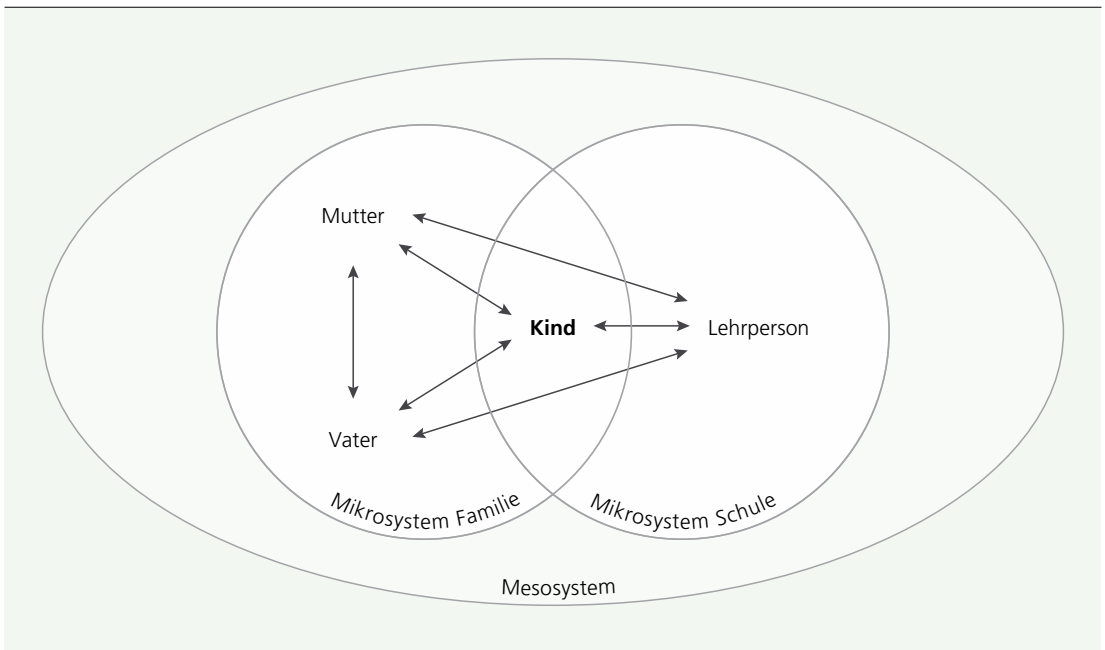 Mutter
Kind
Lehrperson
Vater
Mikrosystem Familie
Mikrosystem Schule
Mesosystem